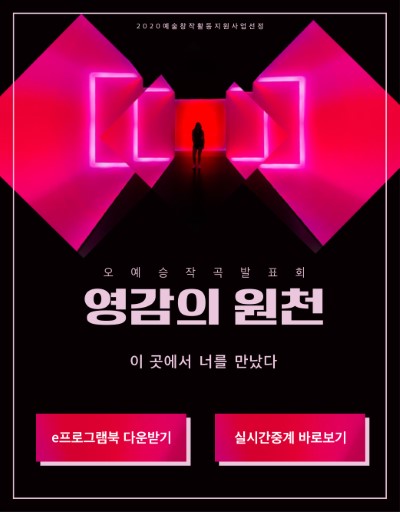 2020예술창작활동지원사업선정
오예승작곡발표회
영감의 원천
이 곳에서 너를 만났다
e프로그램북 다운받기
실시간중계 바로보기